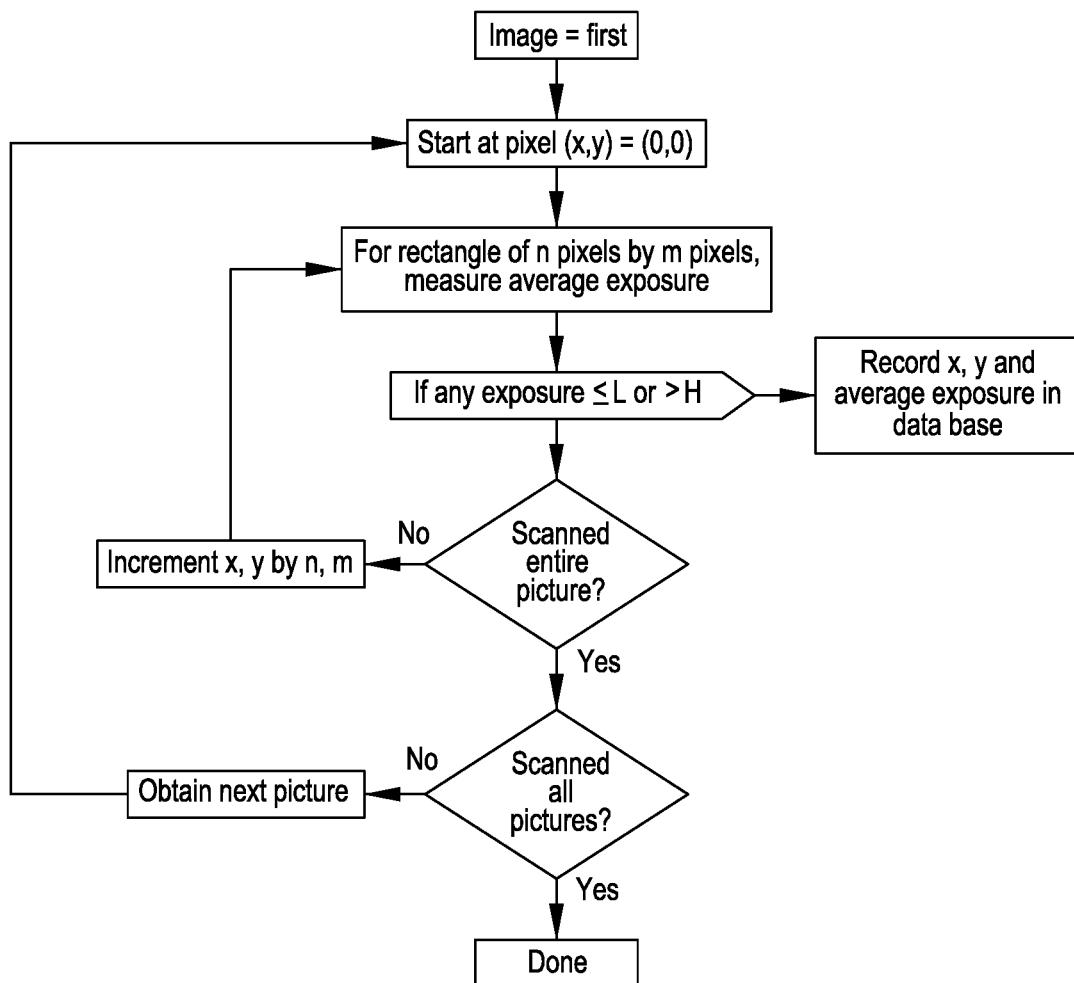 Image = first
Start at pixel (x,y) = (0,0)
For rectangle of n pixels by m pixels,
measure average exposure
If any exposure ≤ L or > H
Record x, y and
average exposure in
data base
No
Scanned
entire
picture?
Increment x, y by n, m
Yes
No
Scanned
all
pictures?
Obtain next picture
Yes
Done